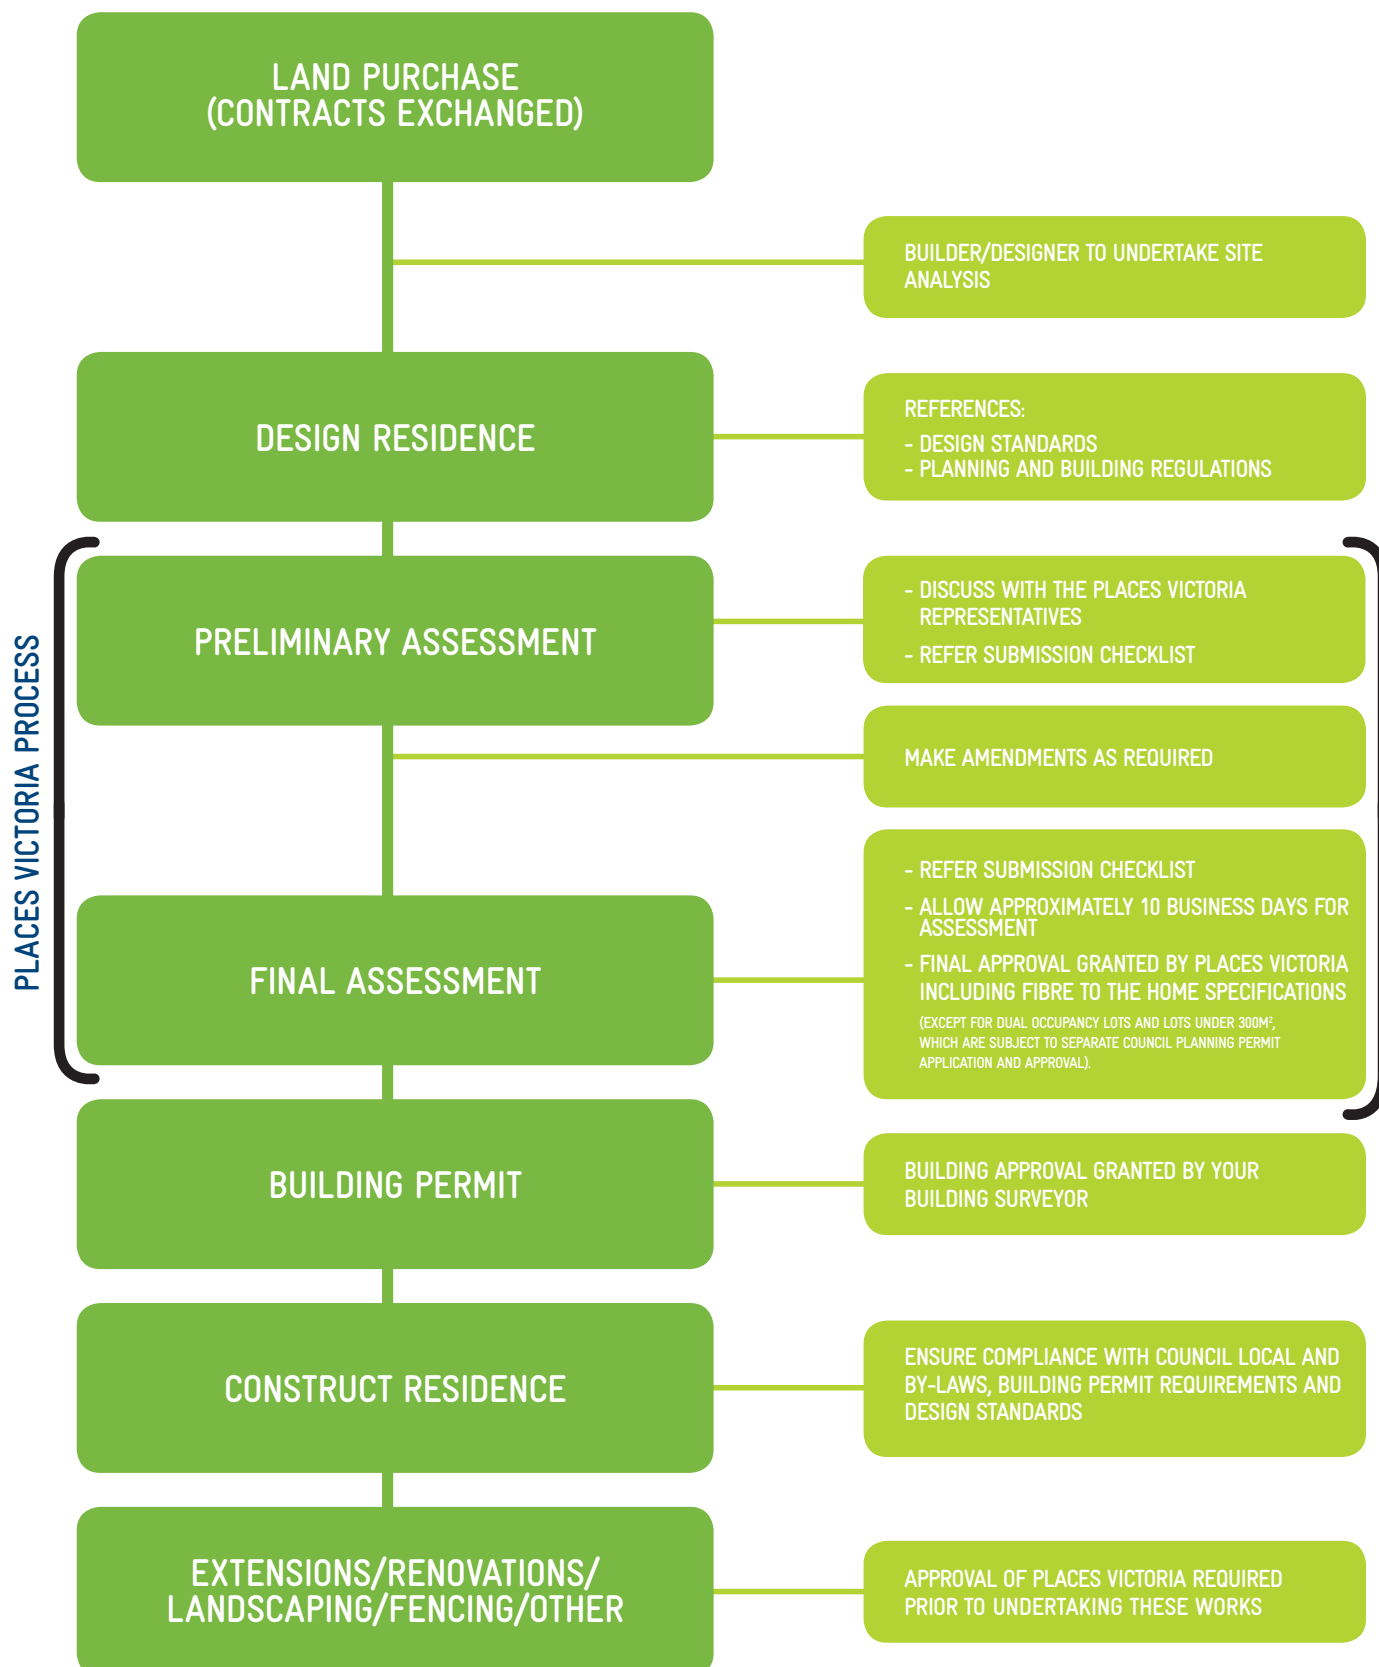 LAND PURCHASE
(CONTRACTS EXCHANGED)
BUILDER/DESIGNER TO UNDERTAKE SITE
ANALYSIS
DESIGN RESIDENCE
REFERENCES:
- DESIGN STANDARDS
- PLANNING AND BUILDING REGULATIONS
PLACES VICTORIA PROCESS
PRELIMINARY ASSESSMENT
- DISCUSS WITH THE PLACES VICTORIA
REPRESENTATIVES
- REFER SUBMISSION CHECKLIST
MAKE AMENDMENTS AS REQUIRED
FINAL ASSESSMENT
- REFER SUBMISSION CHECKLIST
- ALLOW APPROXIMATELY 10 BUSINESS DAYS FOR
ASSESSMENT
- FINAL APPROVAL GRANTED BY PLACES VICTORIA
INCLUDING FIBRE TO THE HOME SPECIFICATIONS
(EXCEPT FOR DUAL OCCUPANCY LOTS AND LOTS UNDER 300M²,
WHICH ARE SUBJECT TO SEPARATE COUNCIL PLANNING PERMIT
APPLICATION AND APPROVAL).
BUILDING PERMIT
BUILDING APPROVAL GRANTED BY YOUR
BUILDING SURVEYOR
CONSTRUCT RESIDENCE
ENSURE COMPLIANCE WITH COUNCIL LOCAL AND
BY-LAWS, BUILDING PERMIT REQUIREMENTS AND
DESIGN STANDARDS
EXTENSIONS/RENOVATIONS/
LANDSCAPING/FENCING/OTHER
APPROVAL OF PLACES VICTORIA REQUIRED
PRIOR TO UNDERTAKING THESE WORKS